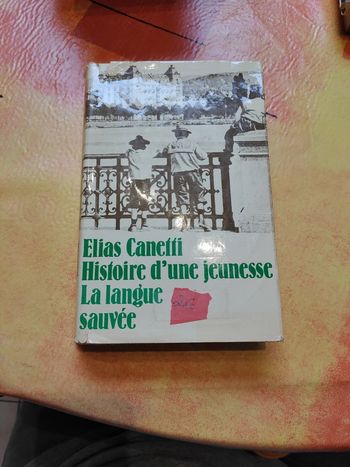 Elias Canetti
Histoire d'une jeunesse
La langue
sauvée